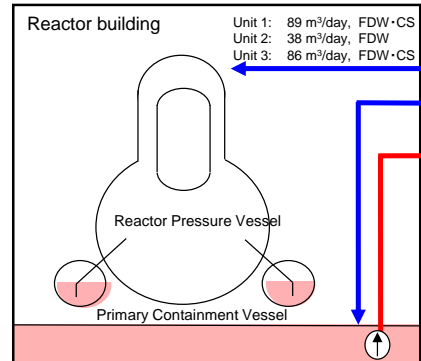 Reactor building
Unit 1: 89 m³/day, FDW・CS
Unit 2: 38 m³/day, FDW
Unit 3: 86 m³/day, FDW・CS
Reactor Pressure Vessel
Primary Containment Vessel